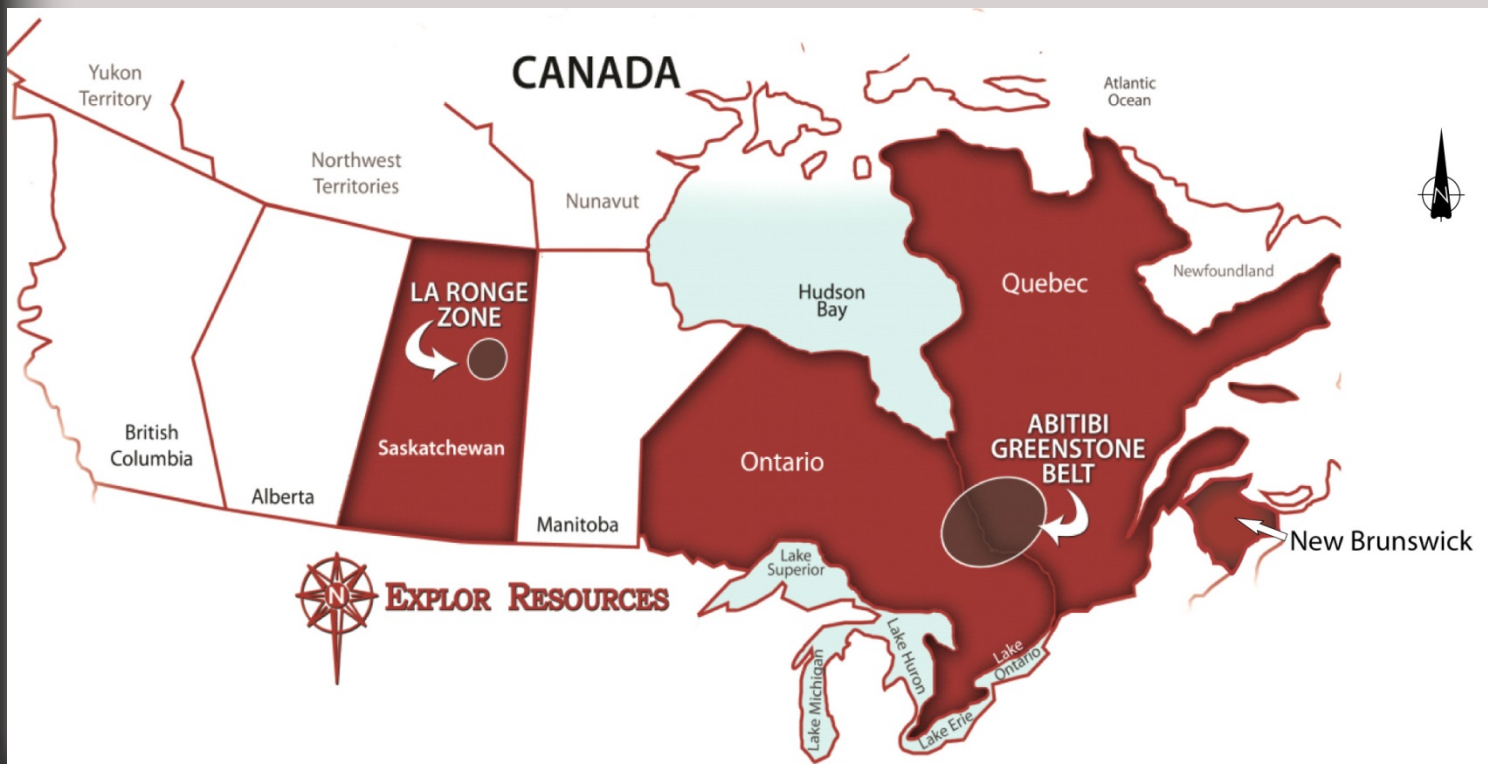 CANADA
Yukon
Territory
Atlantic
Ocean
Northwest
Territories
Nunavut
N
LA RONGE
ZONE
Hudson
Bay
Quebec
Newfoundland
British
Columbia
Saskatchewan
Alberta
Manitoba
Ontario
ABITIBI
GREENSTONE
BELT
New Brunswick
Lake
Superior
N
EXPLOR RESOURCES
Lake Michigan
Lake Huron
Lake
Ontario
Lake Erie